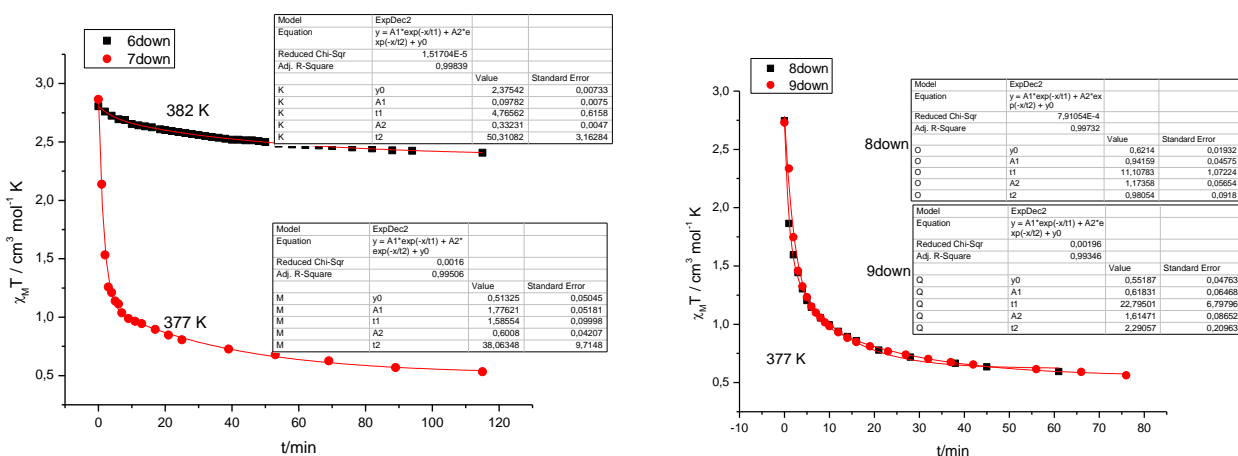 6down
7down
Model ExpDec2
Equation y = A1*exp(-x/t1) + A2*e
xp(-x/t2) + y0
Reduced Chi-Sqr 1,51704E-5
Adj. R-Square 0,99839
Value Standard Error
K y0 2,37542 0,00733
K A1 0,09782 0,0075
K t1 4,76562 0,6158
K A2 0,33231 0,0047
K t2 50,31082 3,16284
382 K
Model ExpDec2
Equation y = A1*exp(-x/t1) + A2*
exp(-x/t2) + y0
Reduced Chi-Sqr 0,0016
Adj. R-Square 0,99506
Value Standard Error
M y0 0,51325 0,05045
M A1 1,77621 0,05181
M t1 1,58554 0,09998
M A2 0,6008 0,04207
M t2 38,06348 9,7148
377 K
3,0
2,5
2,0
1,5
1,0
0,5
χMT / cm³ mol⁻¹ K
0 20 40 60 80 100 120
t/min
8down
9down
Model ExpDec2
Equation y = A1*exp(-x/t1) + A2*ex
p(-x/t2) + y0
Reduced Chi-Sqr 7,91054E-4
Adj. R-Square 0,99732
Value Standard Error
8down
O y0 0,6214 0,01932
O A1 0,94159 0,04575
O t1 11,10783 1,07224
O A2 1,17358 0,05654
O t2 0,98054 0,0918
Model ExpDec2
Equation y = A1*exp(-x/t1) + A2*e
xp(-x/t2) + y0
Reduced Chi-Sqr 0,00196
Adj. R-Square 0,99346
Value Standard Error
9down
Q y0 0,55187 0,04763
Q A1 0,61831 0,06468
Q t1 22,79501 6,79796
Q A2 1,61471 0,08652
Q t2 2,29057 0,20963
377 K
3,0
2,5
2,0
1,5
1,0
0,5
χMT / cm³ mol⁻¹ K
-10 0 10 20 30 40 50 60 70 80
t/min